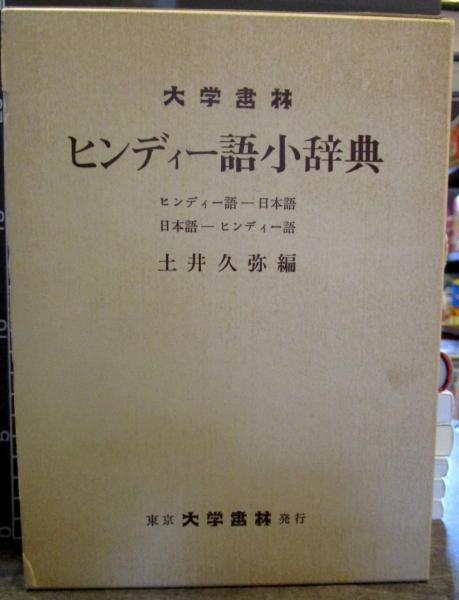 大学書林
ヒンディー語小辞典
ヒンディー語―日本語
日本語―ヒンディー語
土井久弥編
東京 大学書林 発行